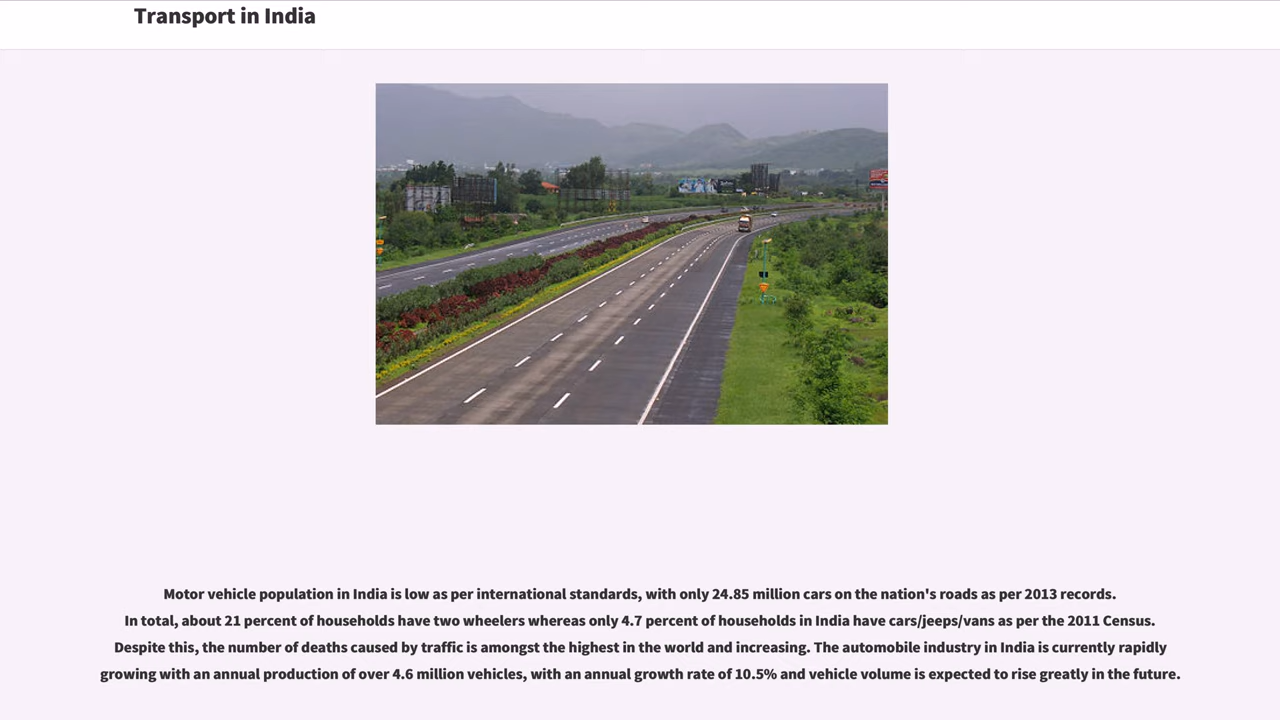 Transport in India
Motor vehicle population in India is low as per international standards, with only 24.85 million cars on the nation's roads as per 2013 records.
In total, about 21 percent of households have two wheelers whereas only 4.7 percent of households in India have cars/jeeps/vans as per the 2011 Census.
Despite this, the number of deaths caused by traffic is amongst the highest in the world and increasing. The automobile industry in India is currently rapidly
growing with an annual production of over 4.6 million vehicles, with an annual growth rate of 10.5% and vehicle volume is expected to rise greatly in the future.